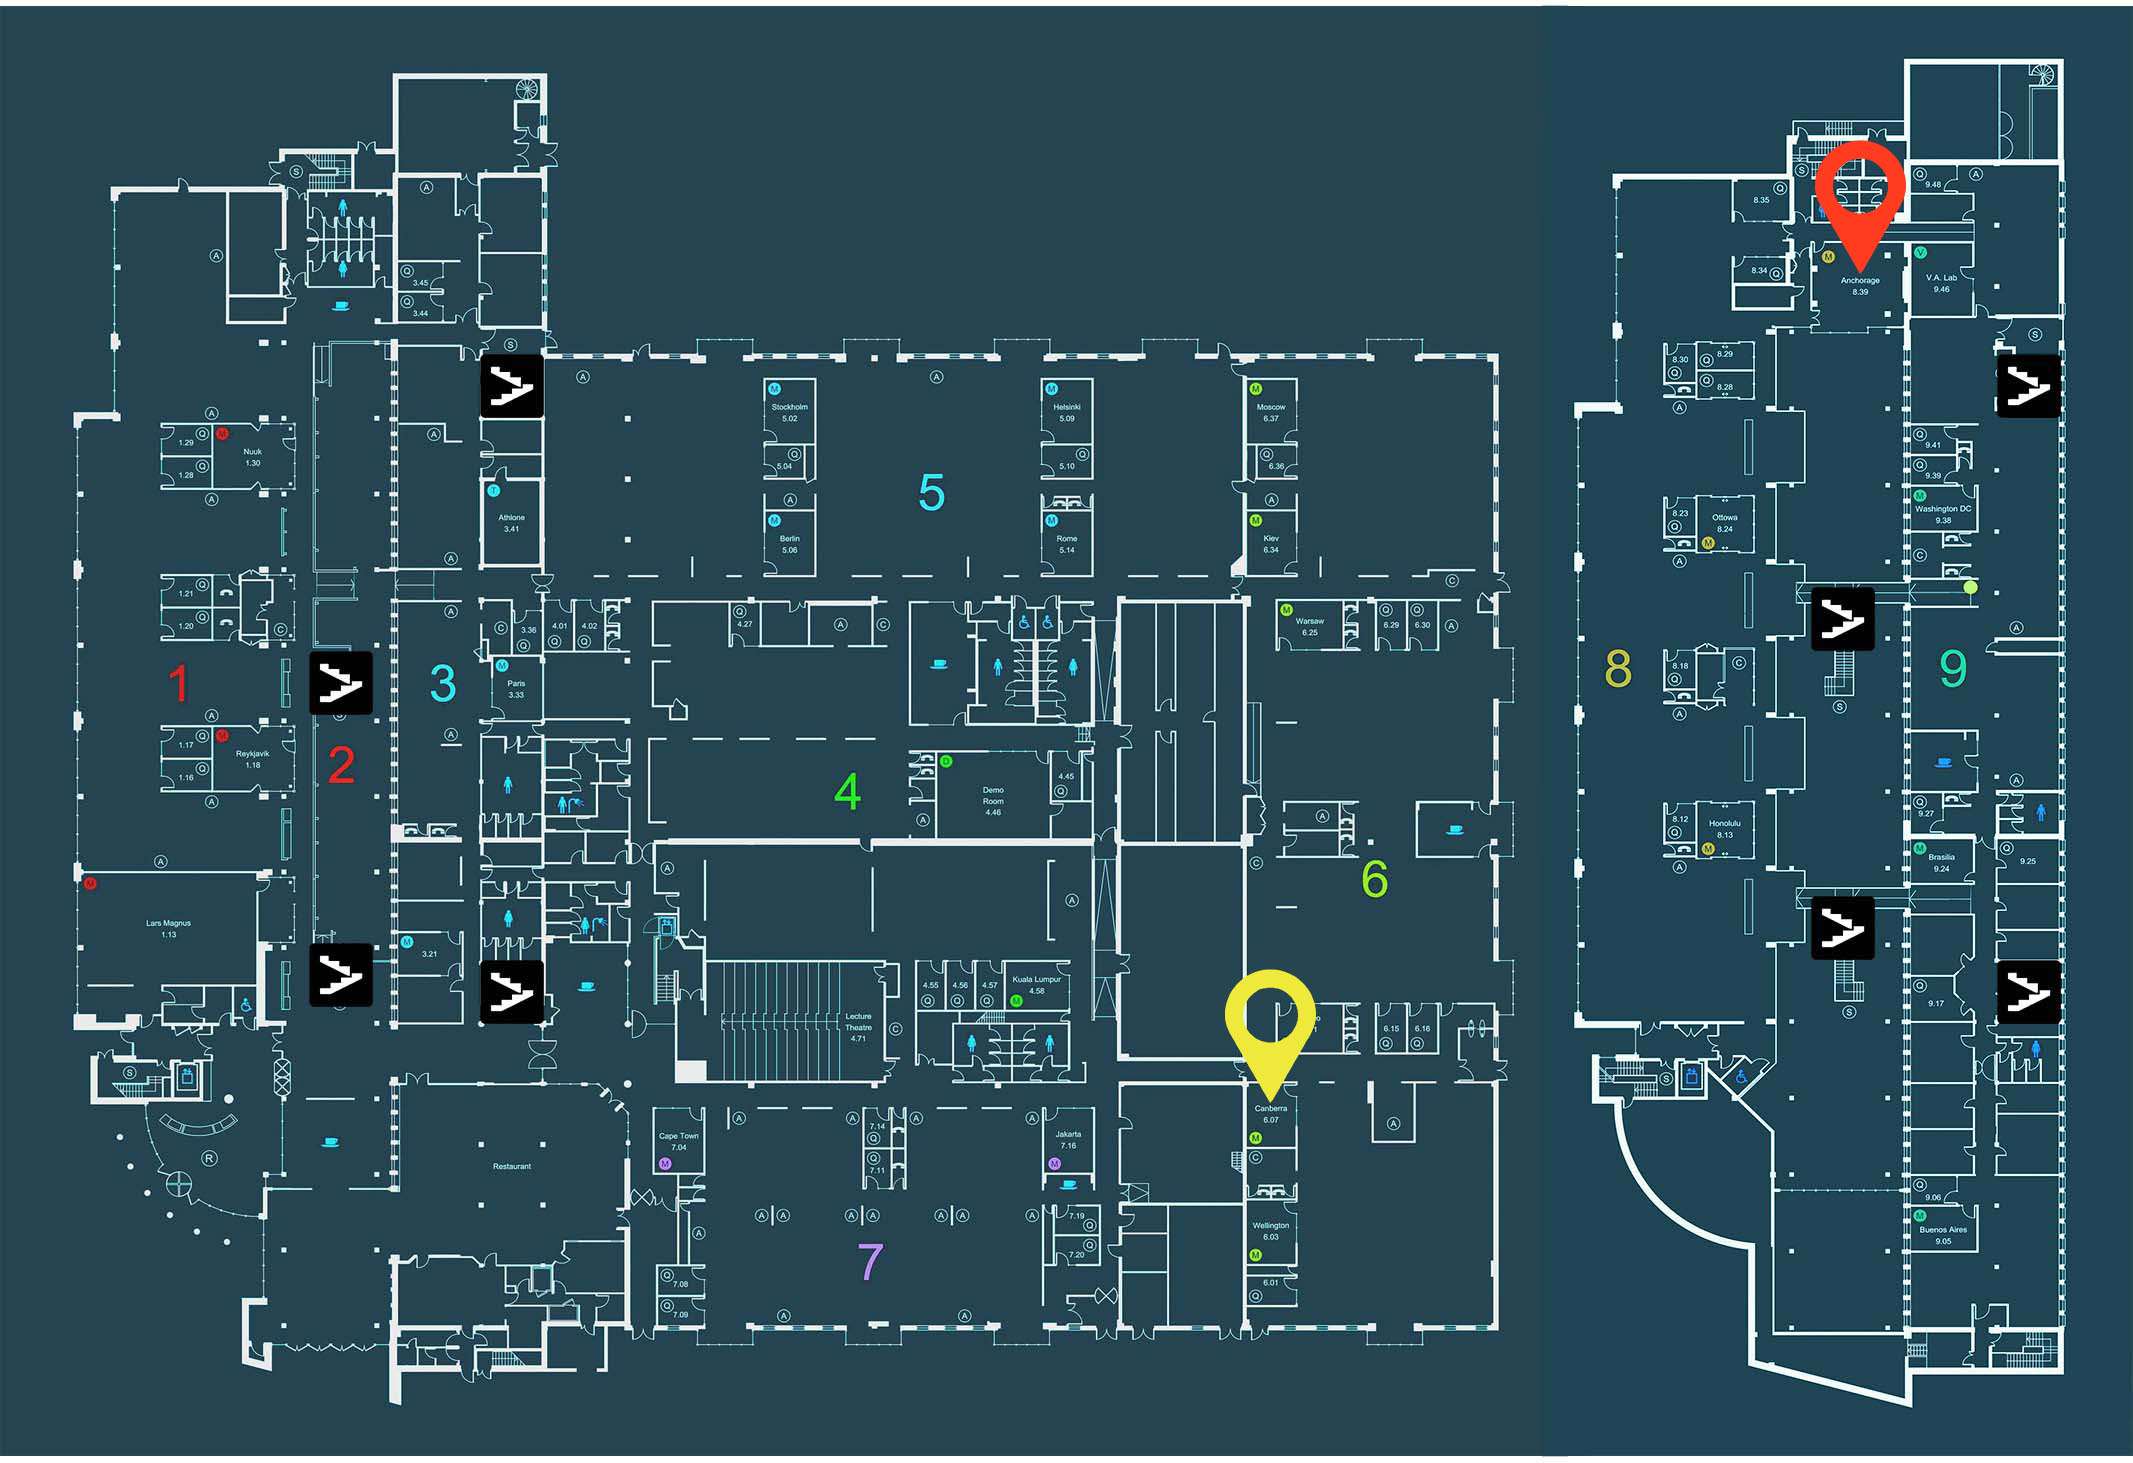 S
A
A
Q
3.45
Q
3.44
S
A
A
A
M
Stockholm
5.02
Q
5.04
A
M
Berlin
5.06
M
Helsinki
5.09
Q
5.10
M
Rome
5.14
M
Moscow
6.37
Q
6.36
A
M
Kiev
6.34
A
1.29
Q
1.28
Q
M
Nuuk
1.30
A
A
T
Athlone
3.41
A
5
1.21
Q
1.20
Q
C
A
C
3.36
Q
4.01
Q
4.02
Q
Q
4.27
A
C
M
Warsaw
6.25
Q
6.29
Q
6.30
A
C
1
2
3
M
Paris
3.33
A
A
1.17
Q
1.16
Q
M
Reykjavik
1.18
A
A
4
D
Demo
Room
4.46
4.45
Q
A
A
C
6
M
Lars Magnus
1.13
M
3.21
A
A
Lecture
Theatre
4.71
C
4.55
Q
4.56
Q
4.57
Q
Kuala Lumpur
4.58
M
6.15
Q
6.16
Q
S
R
Restaurant
Cape Town
7.04
M
A
7.14
Q
Q
7.11
A
A
Jakarta
7.16
M
Canberra
6.07
M
C
A
A
A A
A A
A A
A
7.19
Q
7.20
Q
Wellington
6.03
M
6.01
Q
7
Q
7.08
Q
7.09
A
A
S
Q
8.35
8.34
Q
M
Anchorage
8.39
Q
9.48
A
V
V.A. Lab
9.46
S
8.30
Q
Q
8.29
Q
8.28
A
Q
9.41
Q
9.39
M
Washington DC
9.38
C
8.23
Q
Ottowa
8.24
M
A
A
8
8.18
Q
C
A
S
9
A
8.12
Q
Honolulu
8.13
M
A
Q
9.27
M
Brasilia
9.24
Q
9.25
Q
9.17
S
S
Q
9.06
M
Buenos Aires
9.05